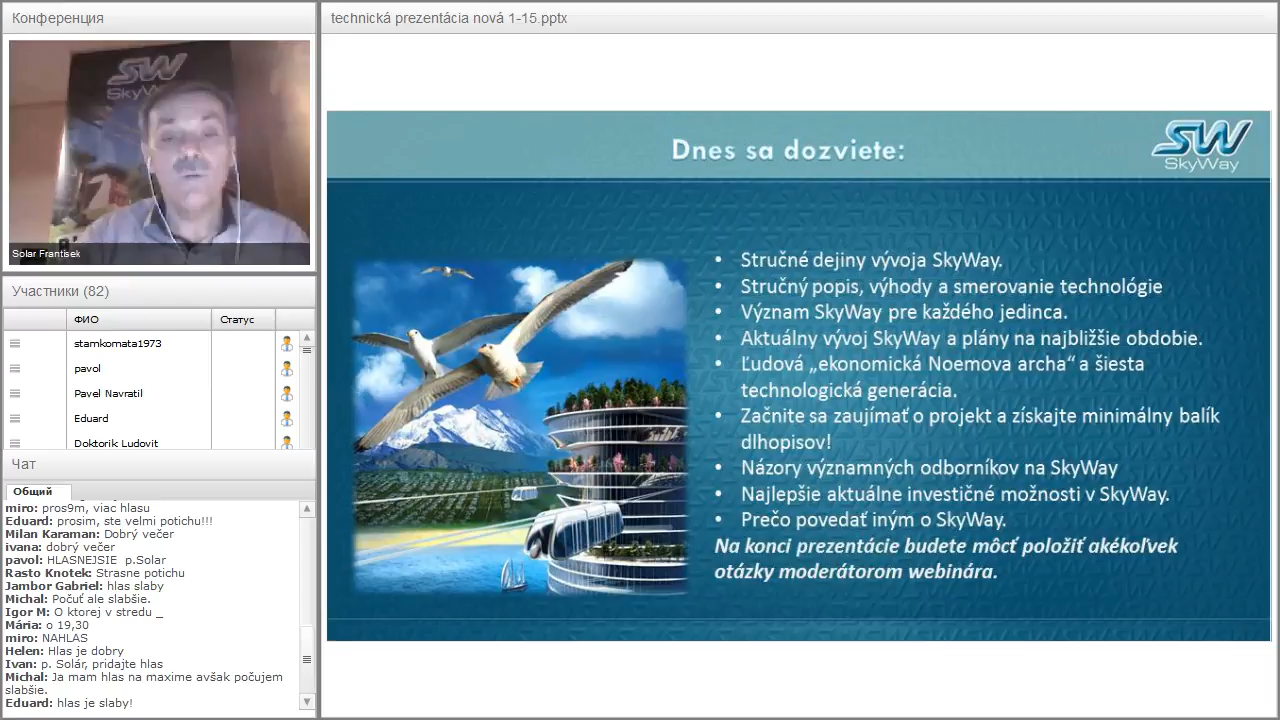 Конференция
SW
SkyW
Solar František
Участники (82)
ФИО
Статус
stamkomata1973
pavol
Pavel Navratil
Eduard
Doktorik Ludovit
Чат
Общий
miro: pros9m, viac hlasu
Eduard: prosim, ste velmi potichu!!!
Milan Karaman: Dobrý večer
ivana: dobrý večer
pavol: HLASNEJSIE p.Solar
Rasto Knotek: Strasne potichu
Jambor Gabriel: hlas slaby
Michal: Počuť ale slabšie.
Igor M: O ktorej v stredu _
Mária: o 19,30
miro: NAHLAS
Helen: Hlas je dobry
Ivan: p. Solár, pridajte hlas
Michal: Ja mam hlas na maxime avšak počujem
slabšie.
Eduard: hlas je slaby!
technická prezentácia nová 1-15.pptx
Dnes sa dozviete:
SW
SkyWay
• Stručné dejiny vývoja SkyWay.
• Stručný popis, výhody a smerovanie technológie
• Význam SkyWay pre každého jedinca.
• Aktuálny vývoj SkyWay a plány na najbližšie obdobie.
• Ľudová „ekonomická Noemova archa“ a šiesta
technologická generácia.
• Začnite sa zaujímať o projekt a získajte minimálny balík
dlhopisov!
• Názory významných odborníkov na SkyWay
• Najlepšie aktuálne investičné možnosti v SkyWay.
• Prečo povedať iným o SkyWay.
Na konci prezentácie budete môcť položiť akékoľvek
otázky moderátorom webinára.